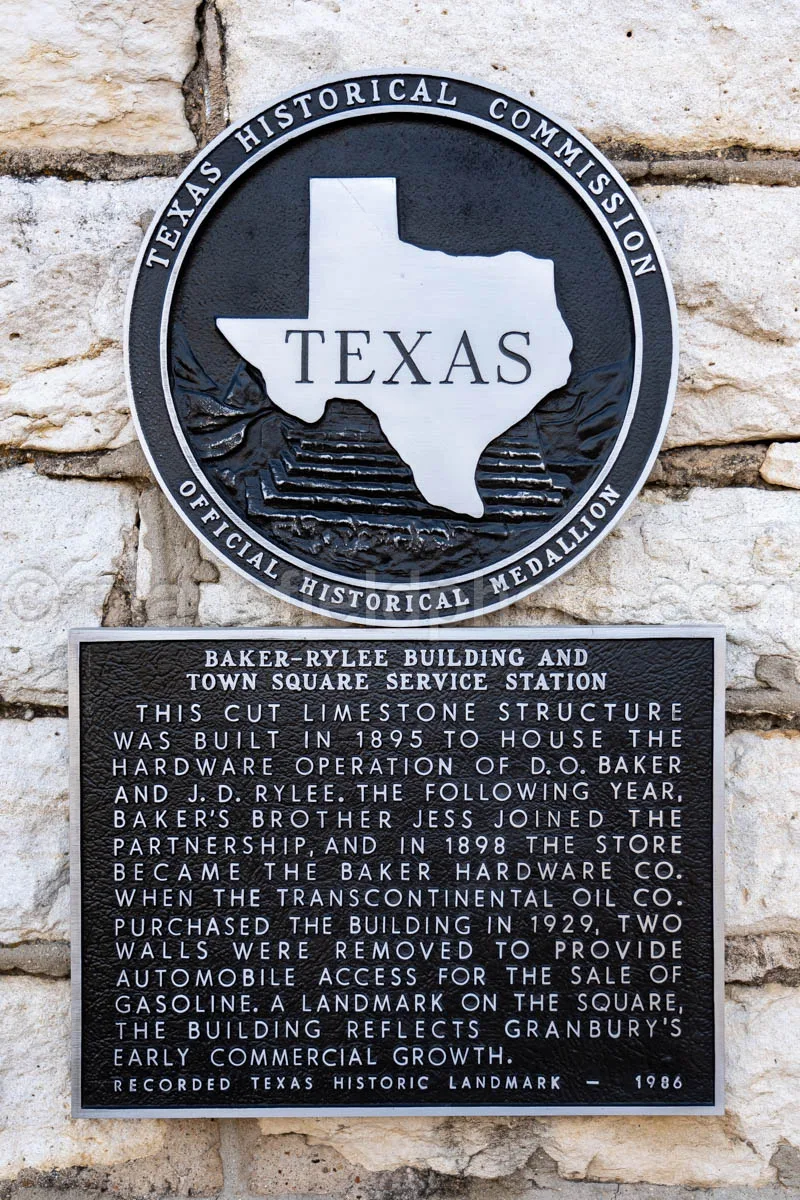 TEXAS HISTORICAL COMMISSION
TEXAS
OFFICIAL HISTORICAL MEDALLION
BAKER-RYLEE BUILDING AND
TOWN SQUARE SERVICE STATION
THIS CUT LIMESTONE STRUCTURE
WAS BUILT IN 1895 TO HOUSE THE
HARDWARE OPERATION OF D.O. BAKER
AND J.D. RYLEE. THE FOLLOWING YEAR,
BAKER'S BROTHER JESS JOINED THE
PARTNERSHIP, AND IN 1898 THE STORE
BECAME THE BAKER HARDWARE CO.
WHEN THE TRANSCONTINENTAL OIL CO.
PURCHASED THE BUILDING IN 1929, TWO
WALLS WERE REMOVED TO PROVIDE
AUTOMOBILE ACCESS FOR THE SALE OF
GASOLINE. A LANDMARK ON THE SQUARE,
THE BUILDING REFLECTS GRANBURY'S
EARLY COMMERCIAL GROWTH.
RECORDED TEXAS HISTORIC LANDMARK – 1986